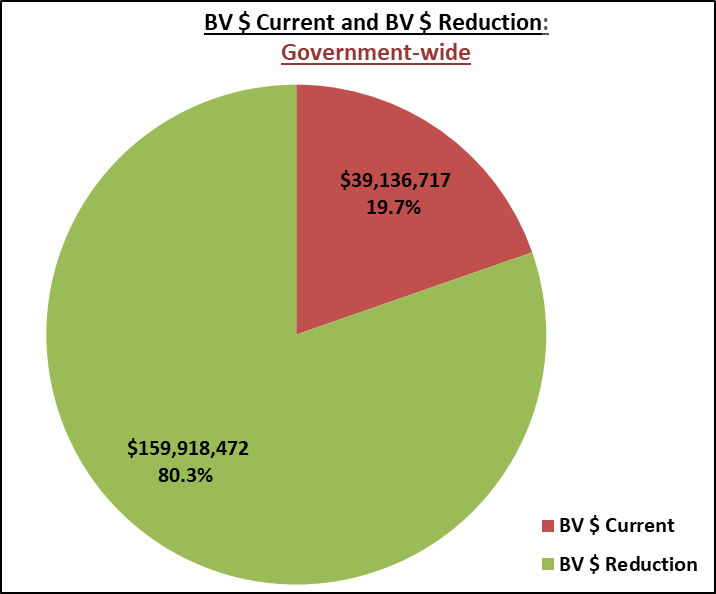 BV $ Current and BV $ Reduction:
Government-wide
$39,136,717
19.7%
$159,918,472
80.3%
BV $ Current
BV $ Reduction